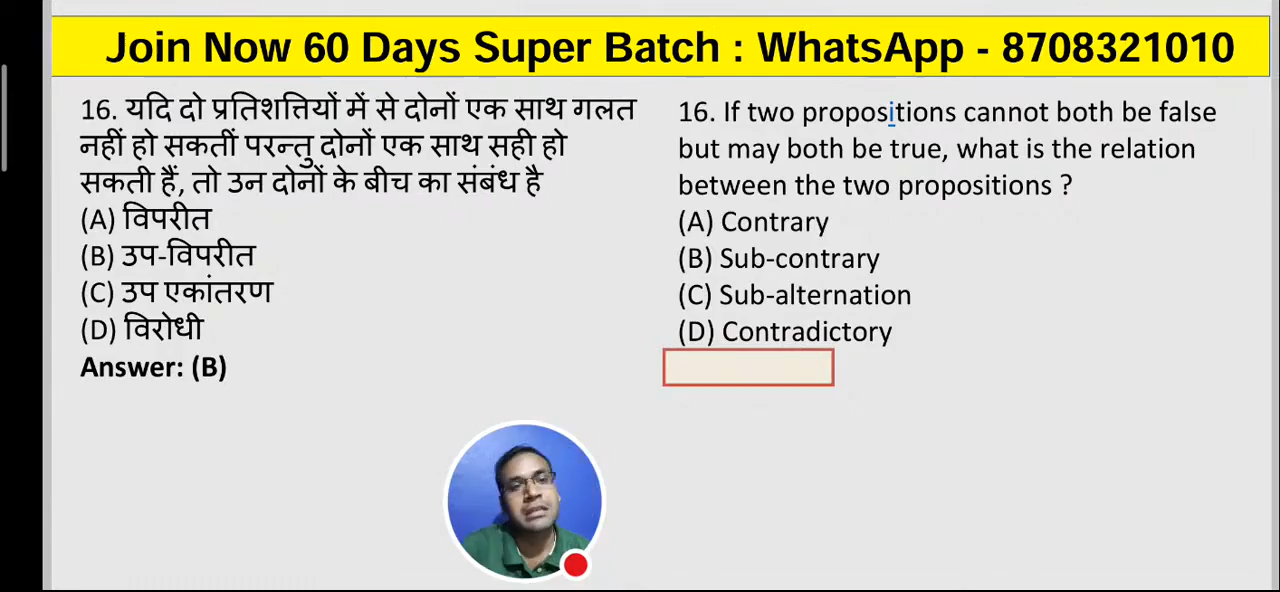 Join Now 60 Days Super Batch : WhatsApp - 8708321010
16. यदि दो प्रतिशत्तियों में से दोनों एक साथ गलत
नहीं हो सकतीं परन्तु दोनों एक साथ सही हो
सकती हैं, तो उन दोनों के बीच का संबंध है
(A) विपरीत
(B) उप-विपरीत
(C) उप एकांतरण
(D) विरोधी
Answer: (B)
16. If two propositions cannot both be false
but may both be true, what is the relation
between the two propositions ?
(A) Contrary
(B) Sub-contrary
(C) Sub-alternation
(D) Contradictory